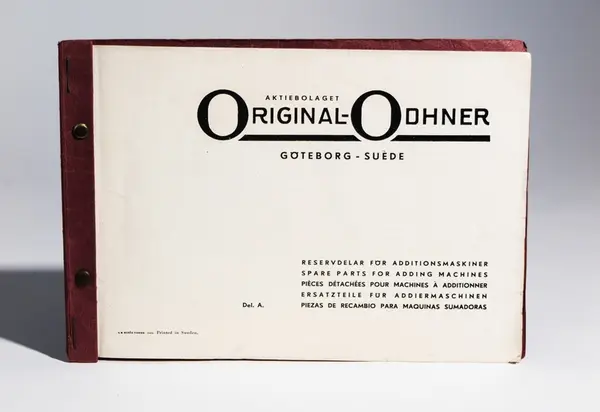 AKTIEBOLAGET
ORIGINAL-ODHNER
GÖTEBORG - SUÈDE
RESERVDELAR FÖR ADDITIONSMASKINER
SPARE PARTS FOR ADDING MACHINES
PIÈCES DÉTACHÉES POUR MACHINES À ADDITIONNER
ERSATZTEILE FÜR ADDIERMASCHINEN
Del. A. PIEZAS DE RECAMBIO PARA MAQUINAS SUMADORAS
Printed in Sweden.